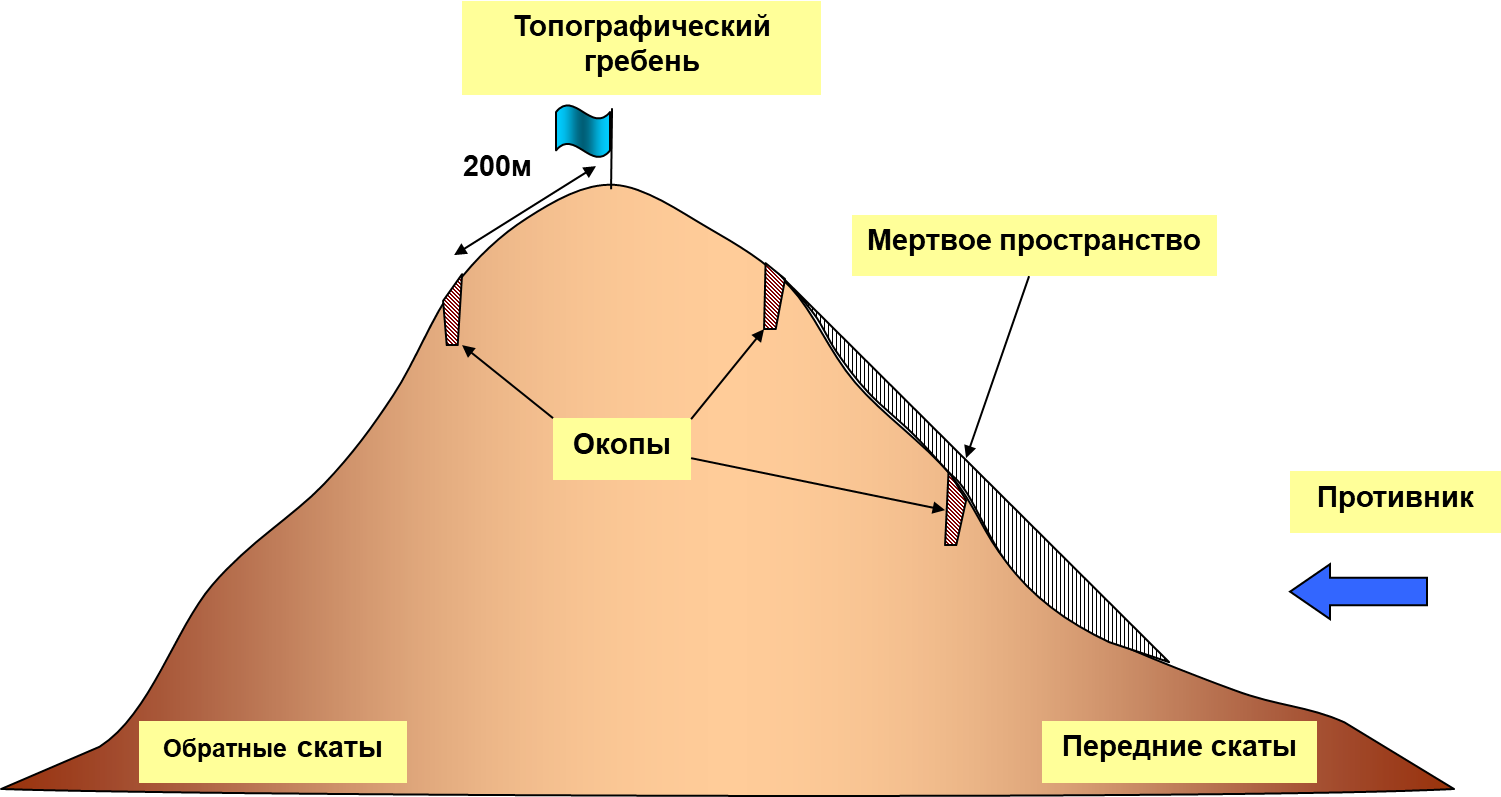 Топографический
гребень
200м
Мертвое пространство
Окопы
Противник
Обратные скаты
Передние скаты